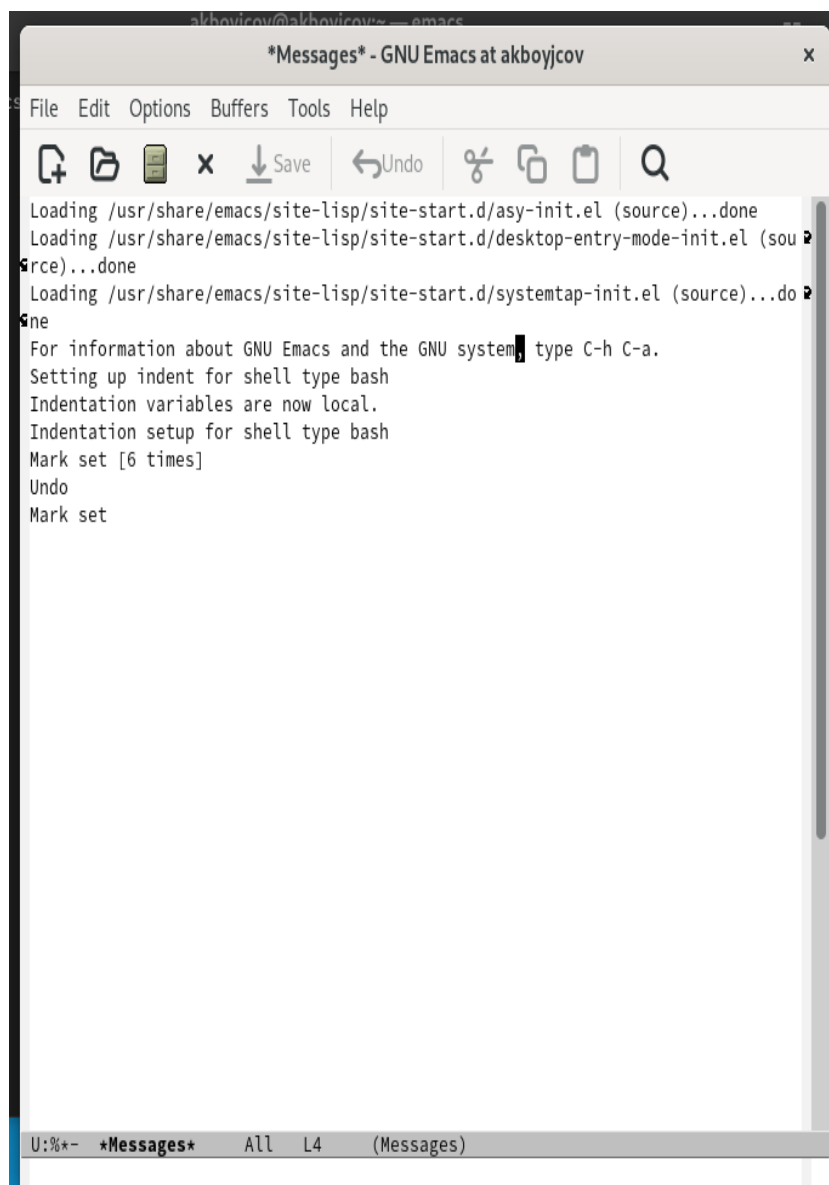 akboyjcov@akboyjcov:~ — emacs
*Messages* - GNU Emacs at akboyjcov
File Edit Options Buffers Tools Help
Save Undo
Loading /usr/share/emacs/site-lisp/site-start.d/asy-init.el (source)...done
Loading /usr/share/emacs/site-lisp/site-start.d/desktop-entry-mode-init.el (sou
rce)...done
Loading /usr/share/emacs/site-lisp/site-start.d/systemtap-init.el (source)...do
ne
For information about GNU Emacs and the GNU system, type C-h C-a.
Setting up indent for shell type bash
Indentation variables are now local.
Indentation setup for shell type bash
Mark set [6 times]
Undo
Mark set
U:%*- *Messages* All L4 (Messages)